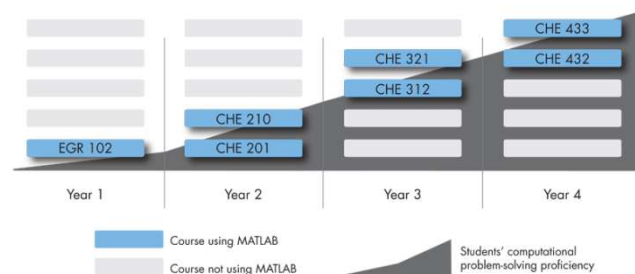 CHE 433
CHE 321
CHE 432
CHE 312
CHE 210
EGR 102
CHE 201
Year 1
Year 2
Year 3
Year 4
Course using MATLAB
Course not using MATLAB
Students' computational
problem-solving proficiency